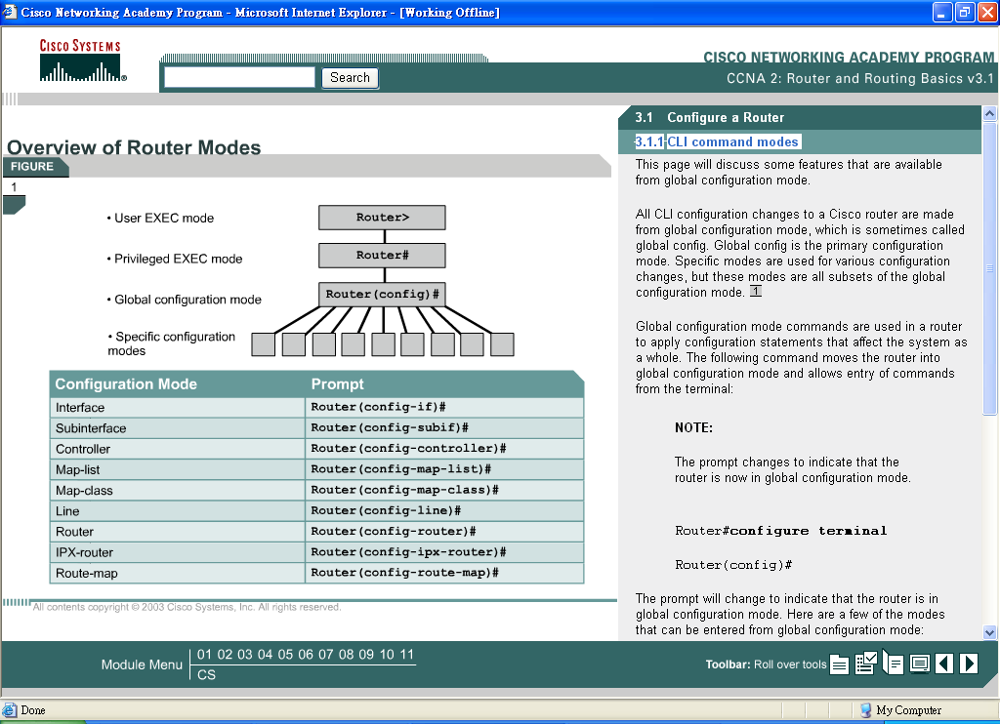 Cisco Networking Academy Program - Microsoft Internet Explorer - [Working Offline]
CISCO SYSTEMS
Search
CISCO NETWORKING ACADEMY PROGRAM
CCNA 2: Router and Routing Basics v3.1
Overview of Router Modes
FIGURE
1
• User EXEC mode
Router>
• Privileged EXEC mode
Router#
• Global configuration mode
Router(config)#
• Specific configuration
modes
Configuration Mode Prompt
Interface Router(config-if)#
Subinterface Router(config-subif)#
Controller Router(config-controller)#
Map-list Router(config-map-list)#
Map-class Router(config-map-class)#
Line Router(config-line)#
Router Router(config-router)#
IPX-router Router(config-ipx-router)#
Route-map Router(config-route-map)#
All contents copyright © 2003 Cisco Systems, Inc. All rights reserved.
3.1 Configure a Router
3.1.1 CLI command modes
This page will discuss some features that are available
from global configuration mode.
All CLI configuration changes to a Cisco router are made
from global configuration mode, which is sometimes called
global config. Global config is the primary configuration
mode. Specific modes are used for various configuration
changes, but these modes are all subsets of the global
configuration mode. 1
Global configuration mode commands are used in a router
to apply configuration statements that affect the system as
a whole. The following command moves the router into
global configuration mode and allows entry of commands
from the terminal:
NOTE:
The prompt changes to indicate that the
router is now in global configuration mode.
Router#configure terminal
Router(config)#
The prompt will change to indicate that the router is in
global configuration mode. Here are a few of the modes
that can be entered from global configuration mode:
Module Menu
01 02 03 04 05 06 07 08 09 10 11
CS
Toolbar: Roll over tools
Done
My Computer